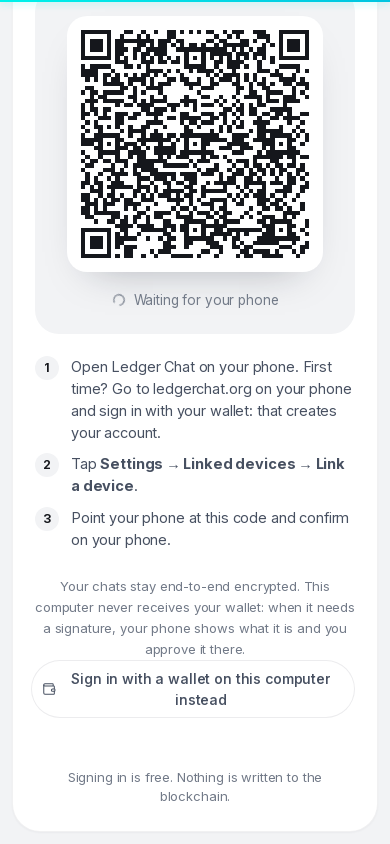 Waiting for your phone
1 Open Ledger Chat on your phone. First
time? Go to ledgerchat.org on your phone
and sign in with your wallet: that creates
your account.
2 Tap Settings → Linked devices → Link
a device.
3 Point your phone at this code and confirm
on your phone.
Your chats stay end-to-end encrypted. This
computer never receives your wallet: when it needs
a signature, your phone shows what it is and you
approve it there.
Sign in with a wallet on this computer
instead
Signing in is free. Nothing is written to the
blockchain.